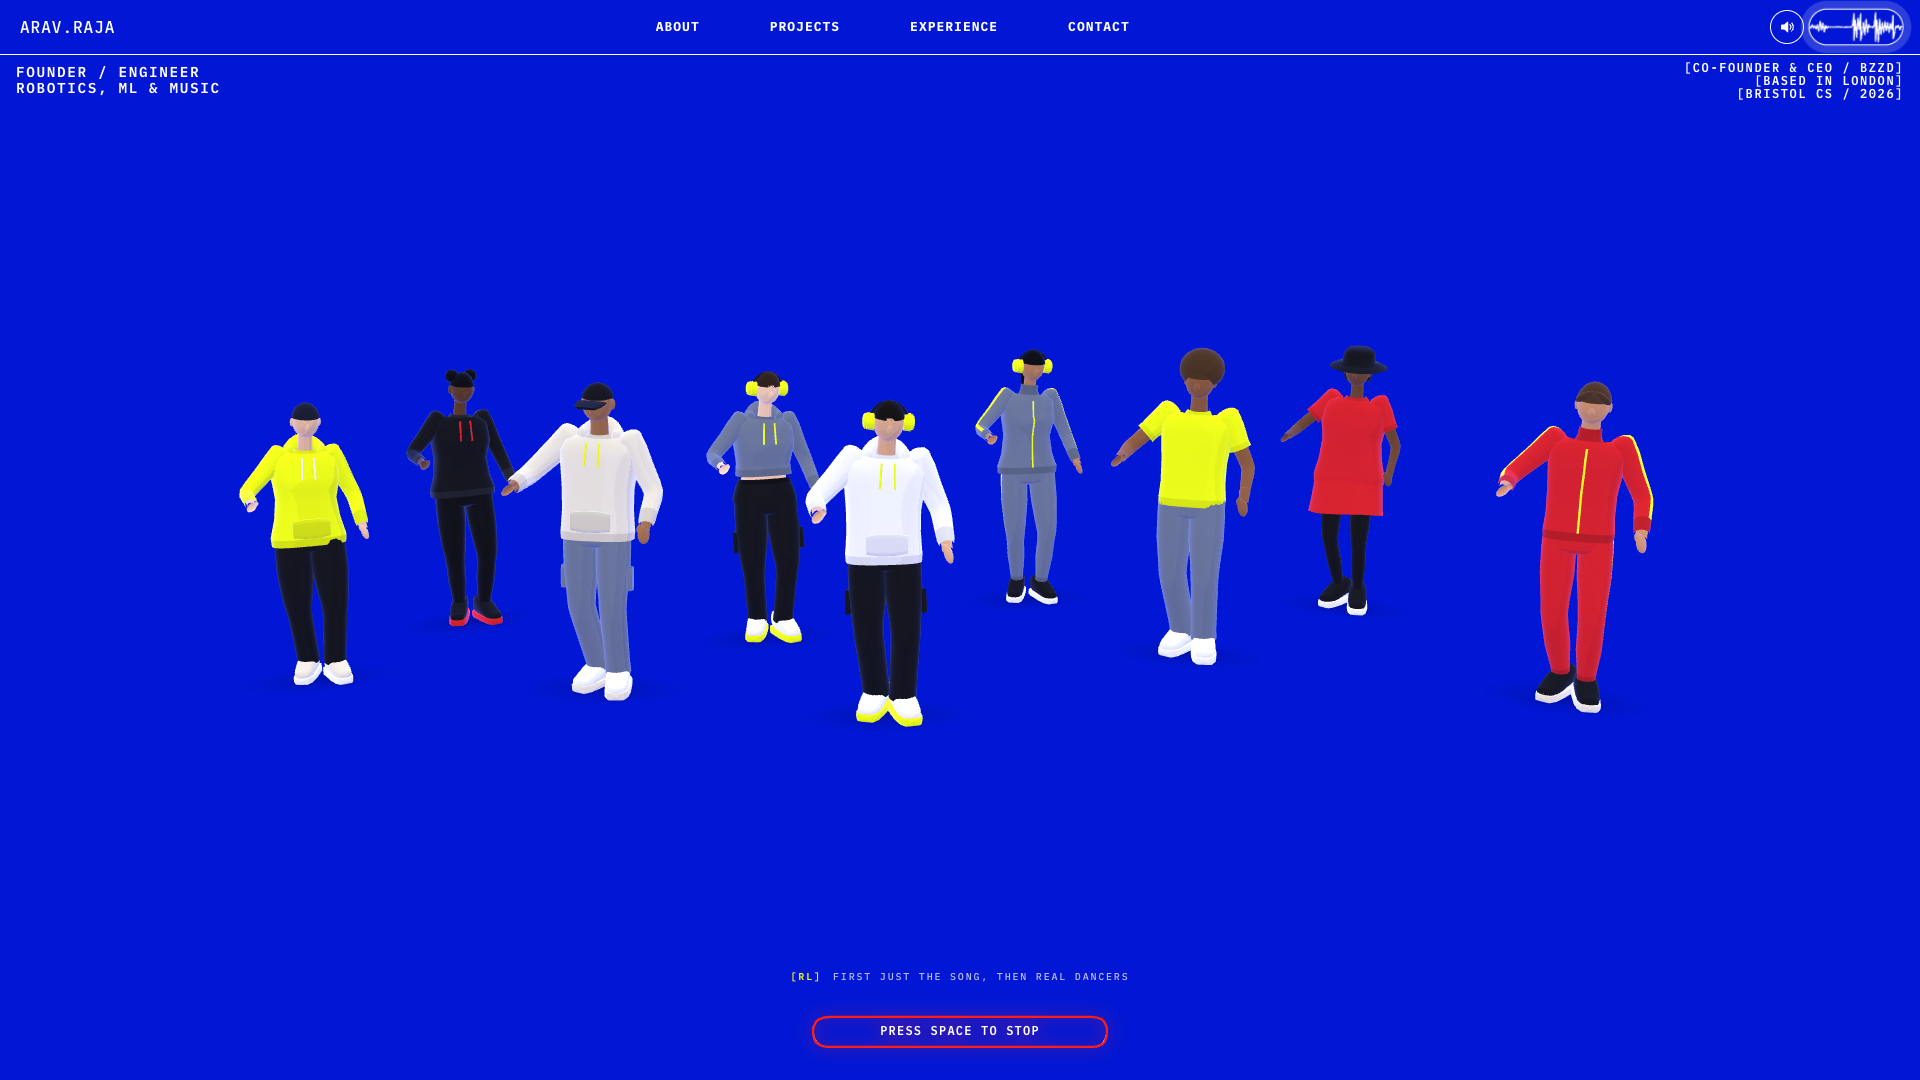 ARAV.RAJA
ABOUT
PROJECTS
EXPERIENCE
CONTACT
FOUNDER / ENGINEER
ROBOTICS, ML & MUSIC
[CO-FOUNDER & CEO / BZZD]
[BASED IN LONDON]
[BRISTOL CS / 2026]
[RL] FIRST JUST THE SONG, THEN REAL DANCERS
PRESS SPACE TO STOP